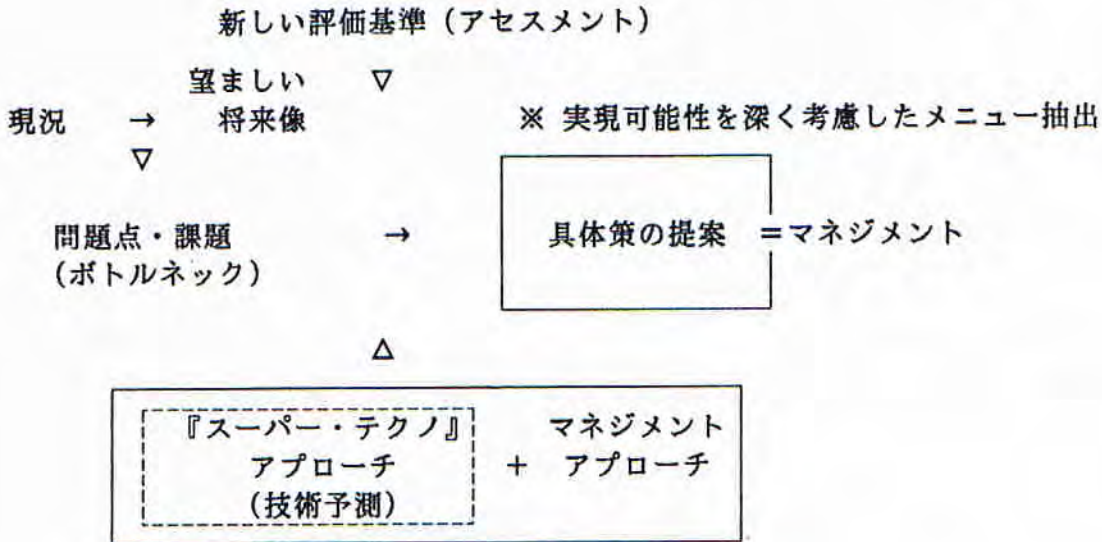 新しい評価基準（アセスメント）
望ましい ▽
現況 → 将来像 ※ 実現可能性を深く考慮したメニュー抽出
▽
問題点・課題 → 具体策の提案 ＝マネジメント
(ボトルネック)
△
『スーパー・テクノ』 マネジメント
アプローチ ＋ アプローチ
(技術予測)